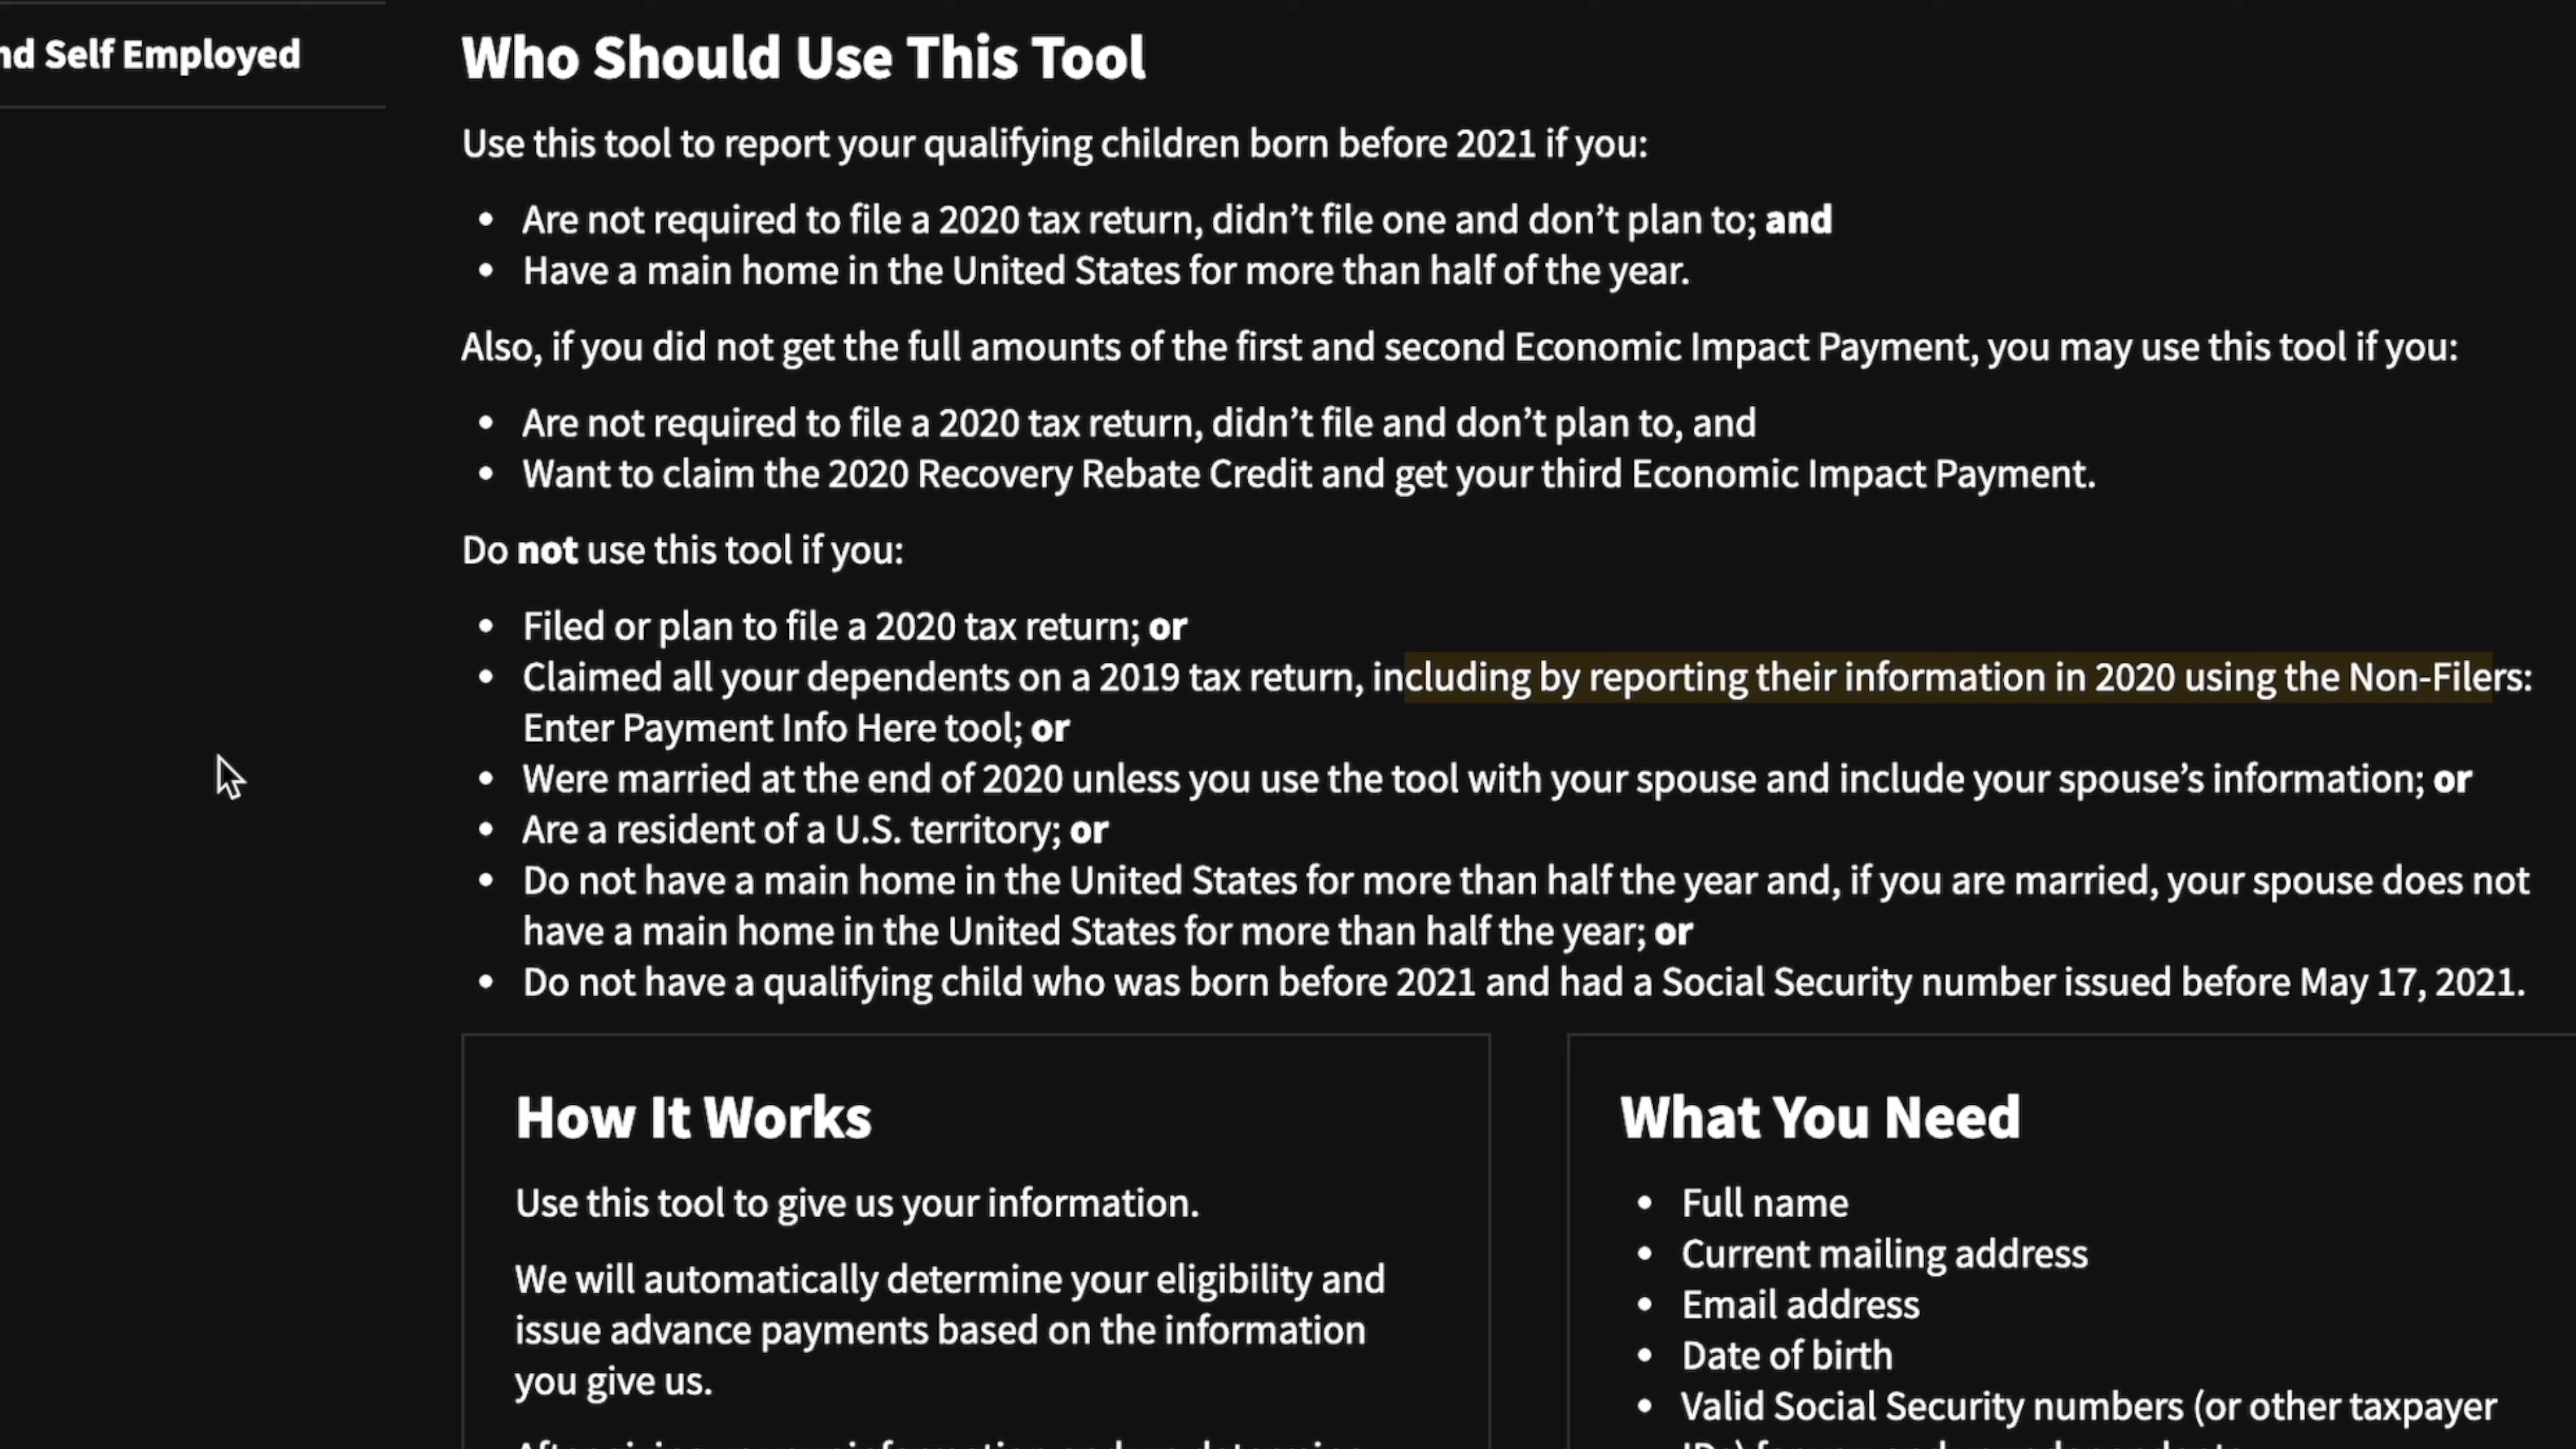 nd Self Employed
Who Should Use This Tool
Use this tool to report your qualifying children born before 2021 if you:
• Are not required to file a 2020 tax return, didn’t file one and don’t plan to; and
• Have a main home in the United States for more than half of the year.
Also, if you did not get the full amounts of the first and second Economic Impact Payment, you may use this tool if you:
• Are not required to file a 2020 tax return, didn’t file and don’t plan to, and
• Want to claim the 2020 Recovery Rebate Credit and get your third Economic Impact Payment.
Do not use this tool if you:
• Filed or plan to file a 2020 tax return; or
• Claimed all your dependents on a 2019 tax return, including by reporting their information in 2020 using the Non-Filers:
Enter Payment Info Here tool; or
• Were married at the end of 2020 unless you use the tool with your spouse and include your spouse’s information; or
• Are a resident of a U.S. territory; or
• Do not have a main home in the United States for more than half the year and, if you are married, your spouse does not
have a main home in the United States for more than half the year; or
• Do not have a qualifying child who was born before 2021 and had a Social Security number issued before May 17, 2021.
How It Works
Use this tool to give us your information.
We will automatically determine your eligibility and
issue advance payments based on the information
you give us.
What You Need
• Full name
• Current mailing address
• Email address
• Date of birth
• Valid Social Security numbers (or other taxpayer